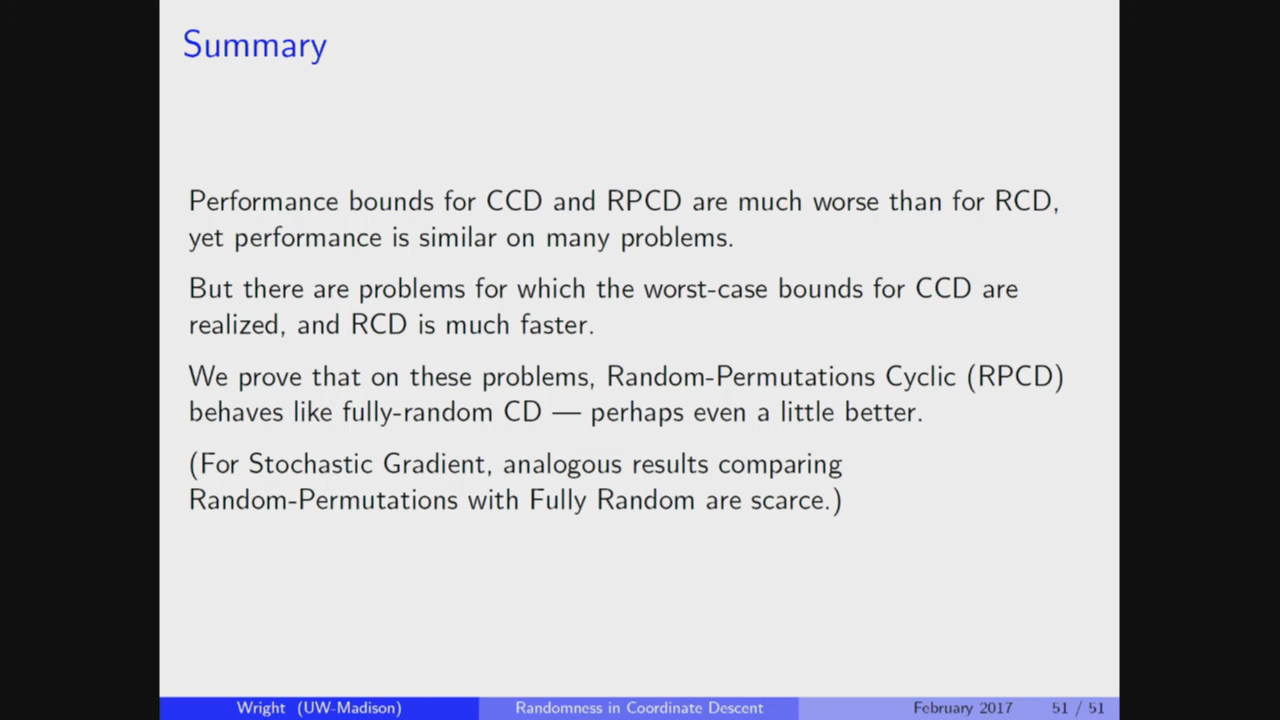 Summary
Performance bounds for CCD and RPCD are much worse than for RCD,
yet performance is similar on many problems.
But there are problems for which the worst-case bounds for CCD are
realized, and RCD is much faster.
We prove that on these problems, Random-Permutations Cyclic (RPCD)
behaves like fully-random CD — perhaps even a little better.
(For Stochastic Gradient, analogous results comparing
Random-Permutations with Fully Random are scarce.)
Wright (UW-Madison) Randomness in Coordinate Descent February 2017 51 / 51